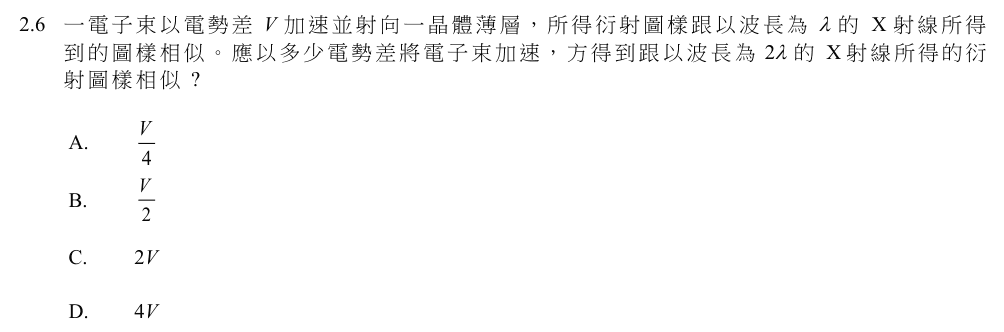 2.6 一電子束以電勢差 V 加速並射向一晶體薄層，所得衍射圖樣跟以波長為 λ 的 X 射線所得
到的圖樣相似。應以多少電勢差將電子束加速，方得到跟以波長為 2λ 的 X 射線所得的衍
射圖樣相似？
A. V/4
B. V/2
C. 2V
D. 4V